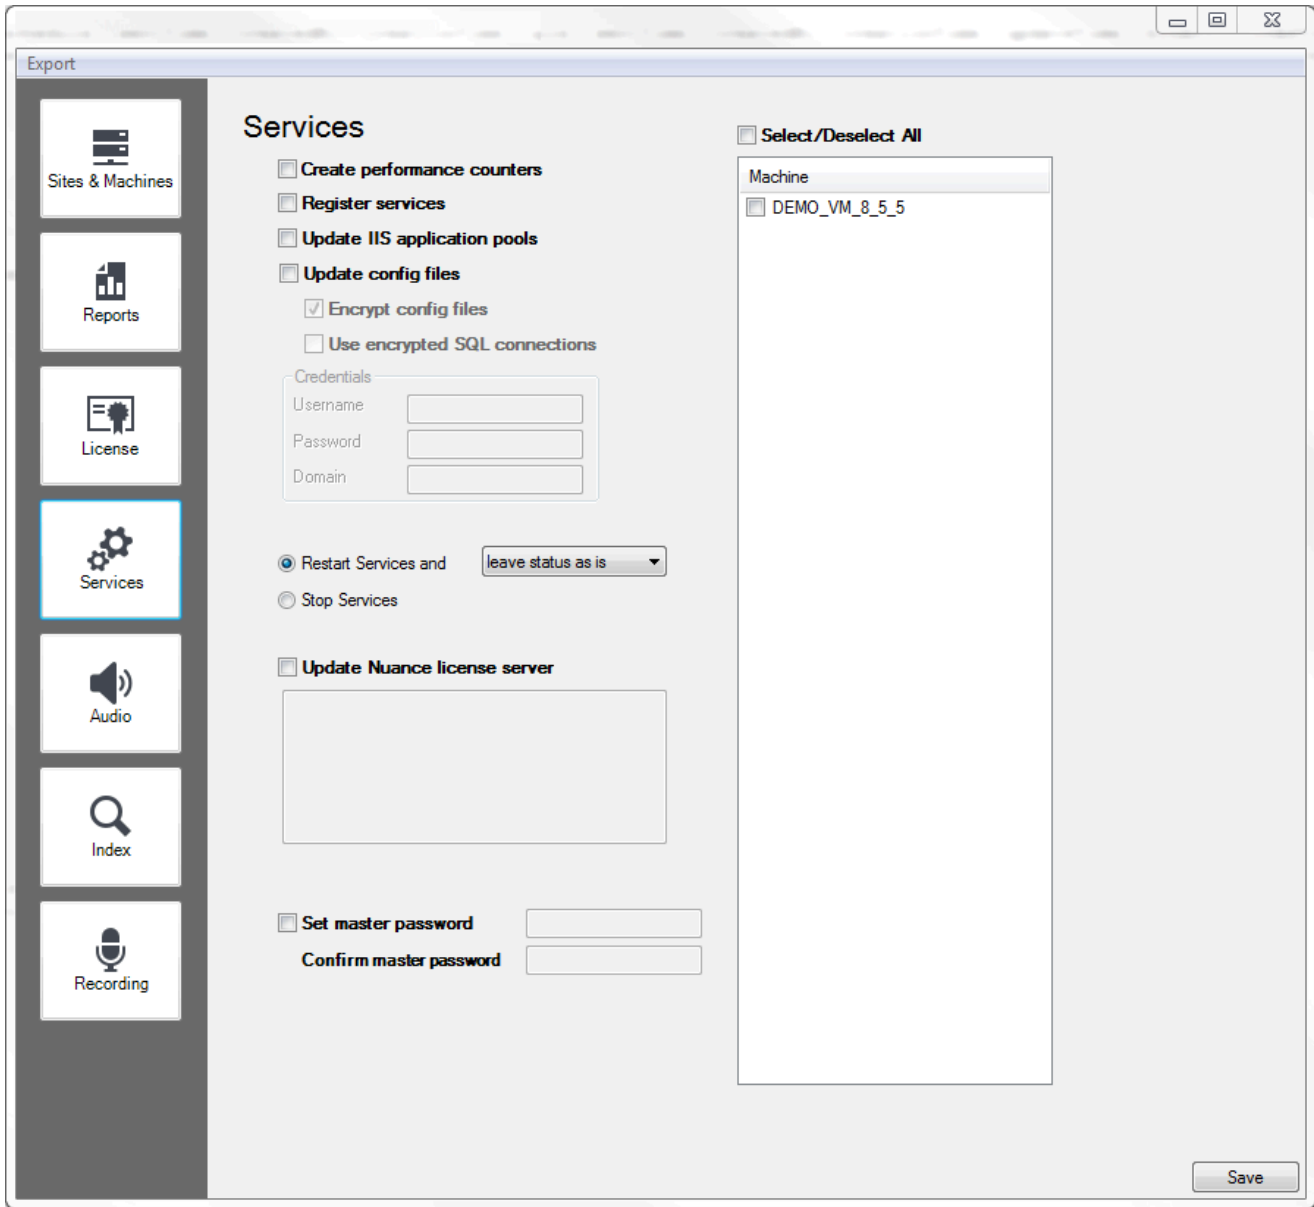 Export
Sites & Machines
Reports
License
Services
Audio
Index
Recording
Services
Create performance counters
Register services
Update IIS application pools
Update config files
Encrypt config files
Use encrypted SQL connections
Credentials
Username
Password
Domain
Restart Services and leave status as is
Stop Services
Update Nuance license server
Set master password
Confirm master password
Select/Deselect All
Machine
DEMO_VM_8_5_5
Save